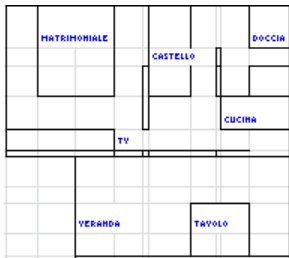 MATRIMONIALE
DOCCIA
CASTELLO
CUCINA
TV
VERANDA
TAVOLO